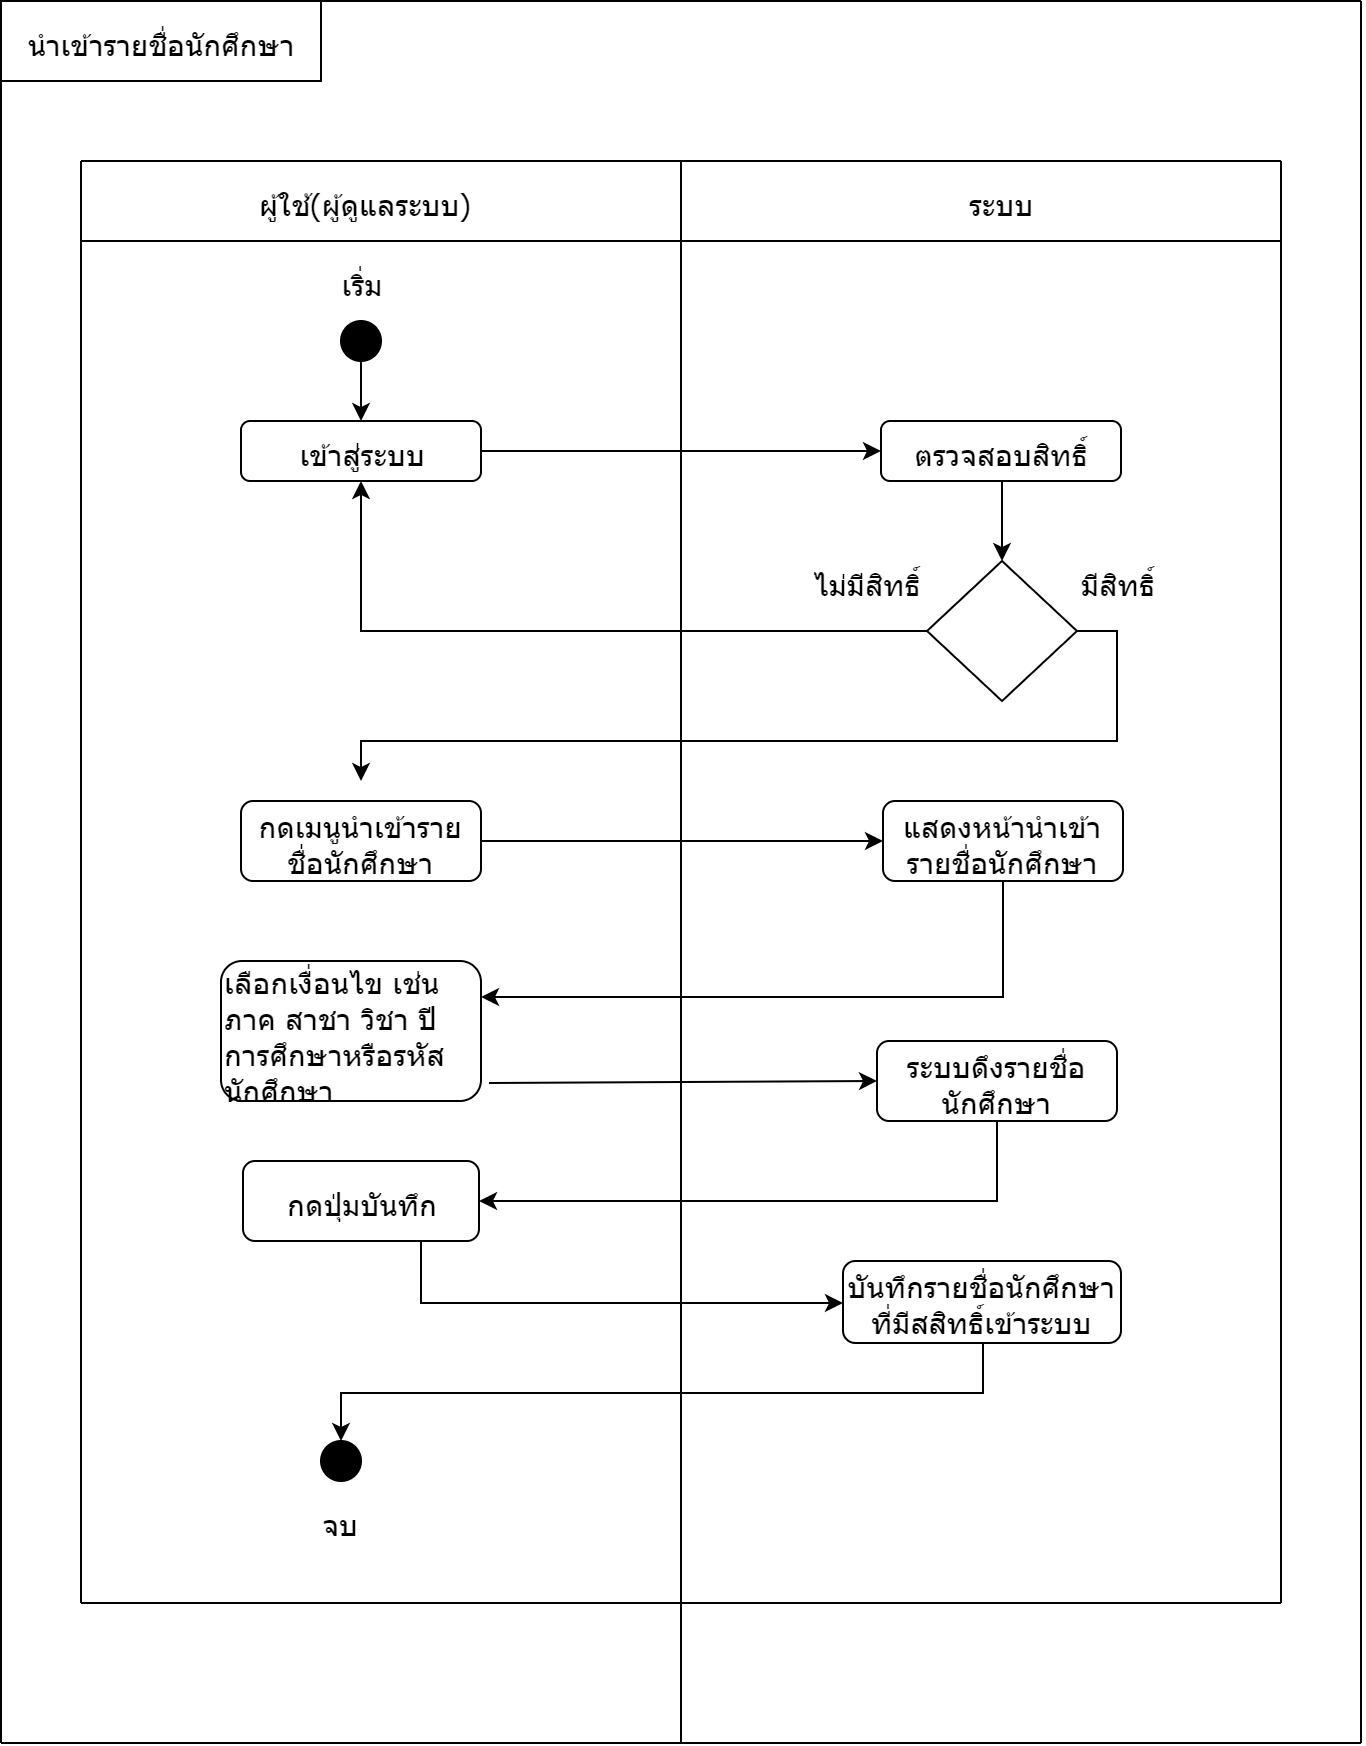 นำเข้ารายชื่อนักศึกษา
ผู้ใช้(ผู้ดูแลระบบ)
ระบบ
เริ่ม
เข้าสู่ระบบ
ตรวจสอบสิทธิ์
ไม่มีสิทธิ์
มีสิทธิ์
กดเมนูนำเข้าราย
ชื่อนักศึกษา
แสดงหน้านำเข้า
รายชื่อนักศึกษา
เลือกเงื่อนไข เช่น
ภาค สาชา วิชา ปี
การศึกษาหรือรหัส
นักศึกษา
ระบบดึงรายชื่อ
นักศึกษา
กดปุ่มบันทึก
บันทึกรายชื่อนักศึกษา
ที่มีสสิทธิ์เข้าระบบ
จบ